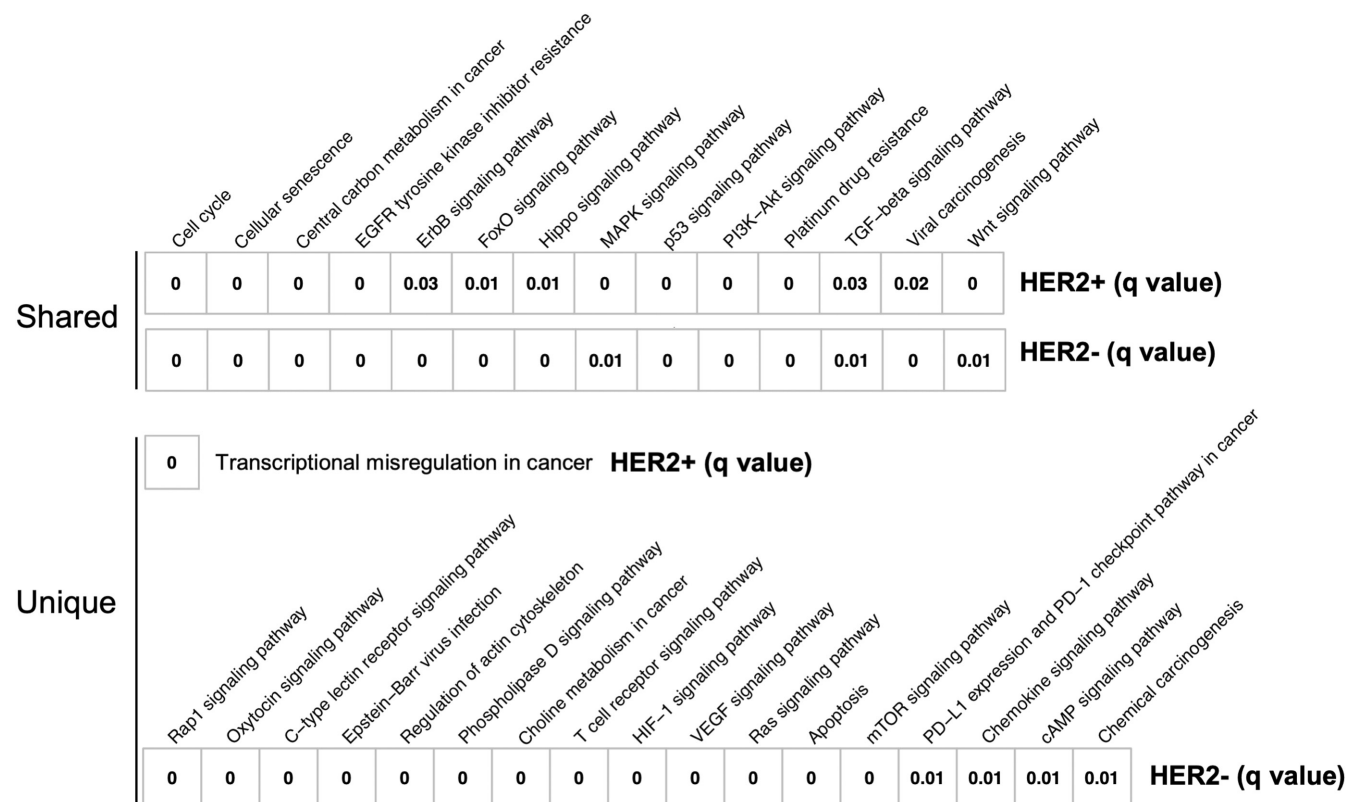 Cell cycle
Cellular senescence
Central carbon metabolism in cancer
EGFR tyrosine kinase inhibitor resistance
ErbB signaling pathway
FoxO signaling pathway
Hippo signaling pathway
MAPK signaling pathway
p53 signaling pathway
PI3K−Akt signaling pathway
Platinum drug resistance
TGF−beta signaling pathway
Viral carcinogenesis
Wnt signaling pathway
Shared
0 0 0 0 0.03 0.01 0.01 0 0 0 0 0.03 0.02 0 HER2+ (q value)
0 0 0 0 0 0 0 0.01 0 0 0 0.01 0 0.01 HER2- (q value)
Unique
0 Transcriptional misregulation in cancer HER2+ (q value)
Rap1 signaling pathway
Oxytocin signaling pathway
C−type lectin receptor signaling pathway
Epstein−Barr virus infection
Regulation of actin cytoskeleton
Phospholipase D signaling pathway
Choline metabolism in cancer
T cell receptor signaling pathway
HIF−1 signaling pathway
VEGF signaling pathway
Ras signaling pathway
Apoptosis
mTOR signaling pathway
PD−L1 expression and PD−1 checkpoint pathway in cancer
Chemokine signaling pathway
cAMP signaling pathway
Chemical carcinogenesis
0 0 0 0 0 0 0 0 0 0 0 0 0 0.01 0.01 0.01 0.01 HER2- (q value)